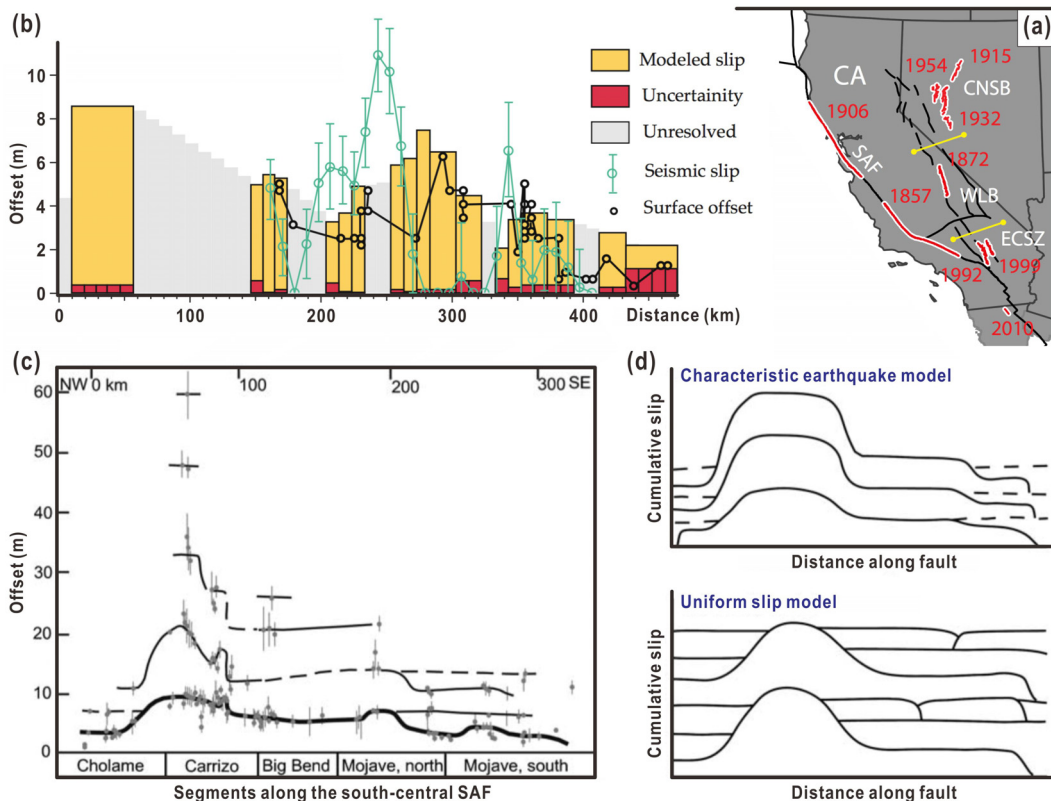 (b)
10
8
6
4
2
0
Offset (m)
0
100
200
300
400
Distance (km)
Modeled slip
Uncertainity
Unresolved
Seismic slip
Surface offset
(a)
1915
1954
CNSB
CA
1906
1932
SAF
1872
1857
WLB
ECSZ
1999
1992
2010
(c)
NW 0 km
100
200
300 SE
60
50
40
30
20
10
0
Offset (m)
Cholame
Carrizo
Big Bend
Mojave, north
Mojave, south
Segments along the south-central SAF
(d)
Characteristic earthquake model
Cumulative slip
Distance along fault
Uniform slip model
Cumulative slip
Distance along fault